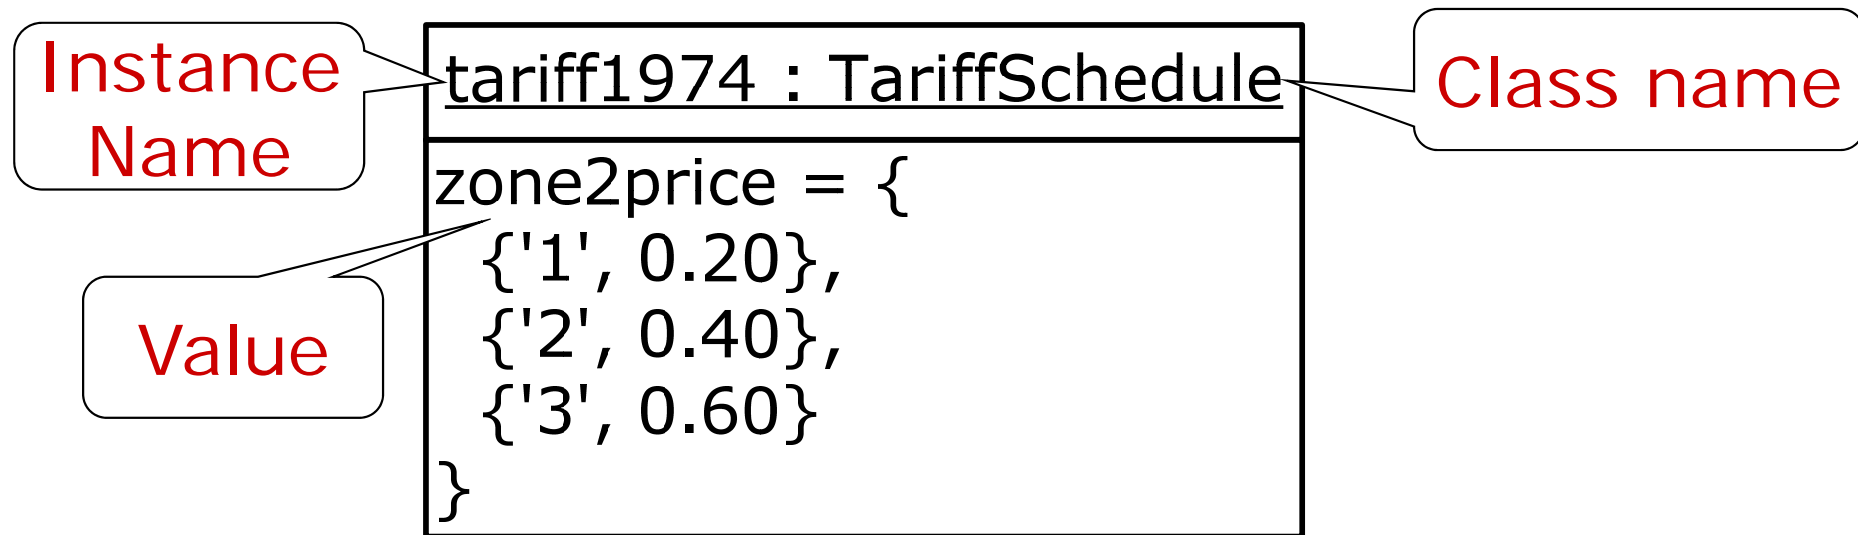 Instance
Name
tariff1974 : TariffSchedule
Class name
zone2price = {
{'1', 0.20},
{'2', 0.40},
{'3', 0.60}
}
Value